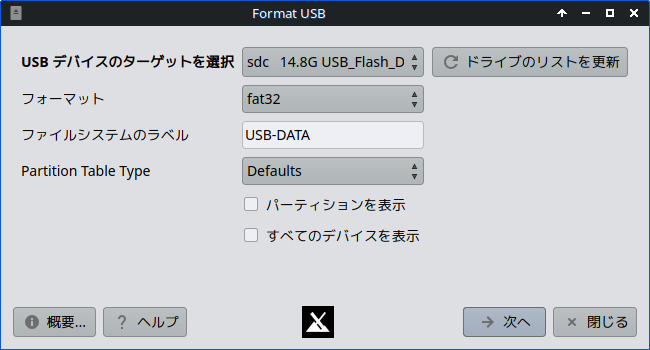 Format USB
USB デバイスのターゲットを選択
sdc 14.8G USB_Flash_D
ドライブのリストを更新
フォーマット
fat32
ファイルシステムのラベル
USB-DATA
Partition Table Type
Defaults
パーティションを表示
すべてのデバイスを表示
概要...
ヘルプ
次へ
閉じる